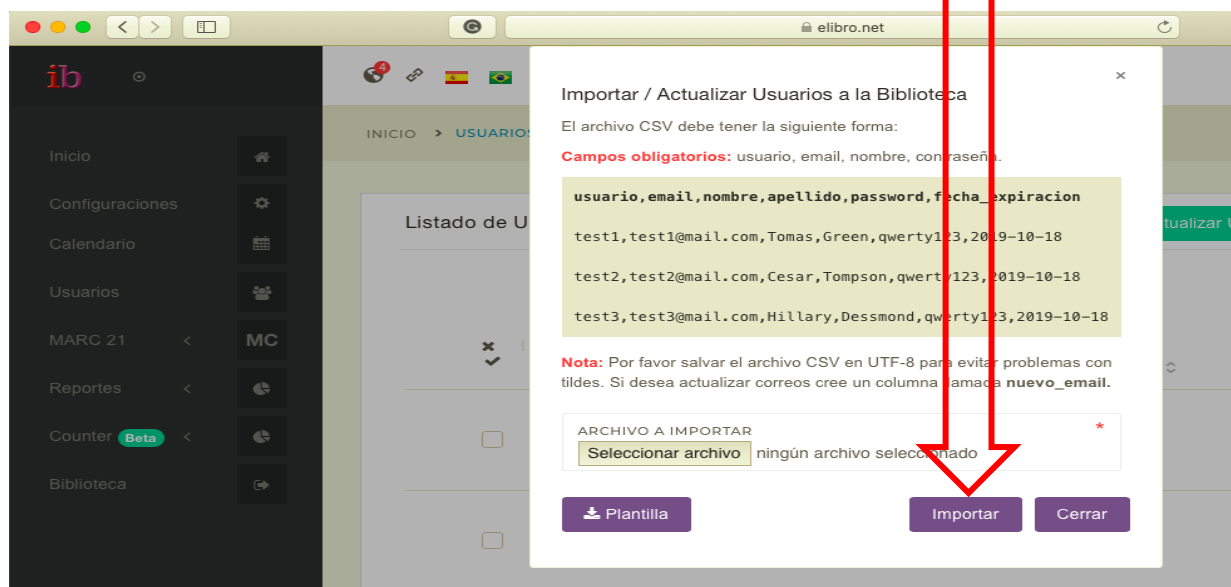 elibro.net
ib
4
Importar / Actualizar Usuarios a la Biblioteca
×
El archivo CSV debe tener la siguiente forma:
INICIO > USUARIOS
Campos obligatorios: usuario, email, nombre, contraseña.
Inicio
usuario,email,nombre,apellido,password,fecha_expiracion
Configuraciones
Listado de U
tualizar U
test1,test1@mail.com,Tomas,Green,qwerty123,2019-10-18
Calendario
test2,test2@mail.com,Cesar,Tompson,qwerty123,2019-10-18
Usuarios
test3,test3@mail.com,Hillary,Dessmond,qwerty123,2019-10-18
MARC 21 < MC
Nota: Por favor salvar el archivo CSV en UTF-8 para evitar problemas con
tildes. Si desea actualizar correos cree un columna llamada nuevo_email.
Reportes <
ARCHIVO A IMPORTAR *
Counter Beta <
Seleccionar archivo ningún archivo seleccionado
Biblioteca
Plantilla
Importar
Cerrar